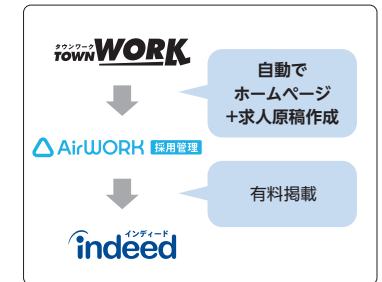 タウンワーク
TOWNWORK
自動で
ホームページ
+求人原稿作成
AirWORK 採用管理
有料掲載
インディード
indeed